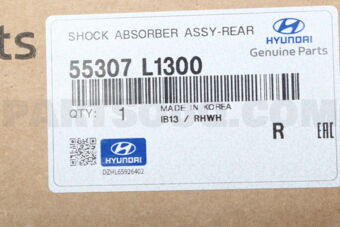 SHOCK ABSORBER ASSY-REAR
HYUNDAI
Genuine Parts
55307 L1300
QTY: 1
MADE IN KOREA
IB13 / RHWH
R
EAC
HYUNDAI
DZHL65926402
ts